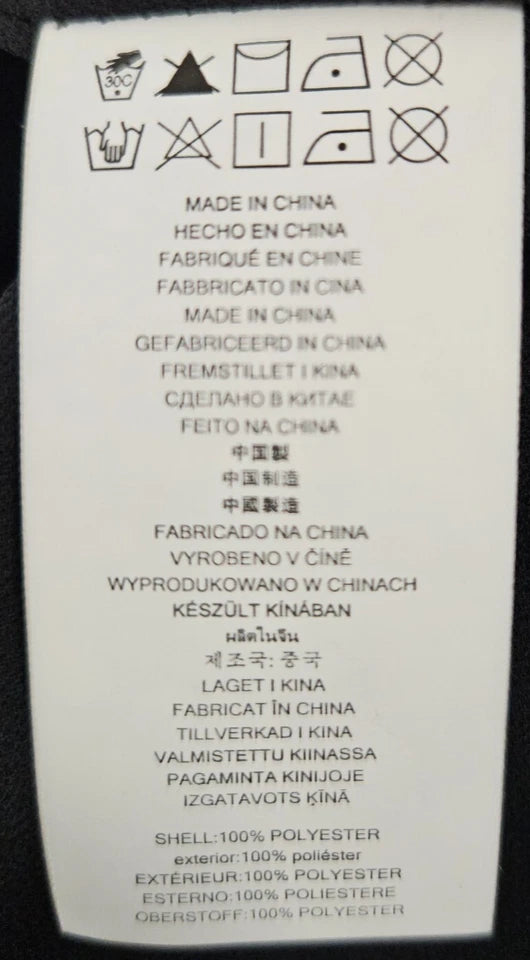 30C
MADE IN CHINA
HECHO EN CHINA
FABRIQUÉ EN CHINE
FABBRICATO IN CINA
MADE IN CHINA
GEFABRICEERD IN CHINA
FREMSTILLET I KINA
СДЕЛАНО В КИТАЕ
FEITO NA CHINA
中国製
中国制造
中國製造
FABRICADO NA CHINA
VYROBENO V ČÍNĚ
WYPRODUKOWANO W CHINACH
KÉSZÜLT KÍNÁBAN
ผลิตในจีน
제조국: 중국
LAGET I KINA
FABRICAT ÎN CHINA
TILLVERKAD I KINA
VALMISTETTU KIINASSA
PAGAMINTA KINIJOJE
IZGATAVOTS ĶĪNĀ
SHELL:100% POLYESTER
exterior:100% poliéster
EXTÉRIEUR:100% POLYESTER
ESTERNO:100% POLIESTERE
OBERSTOFF:100% POLYESTER